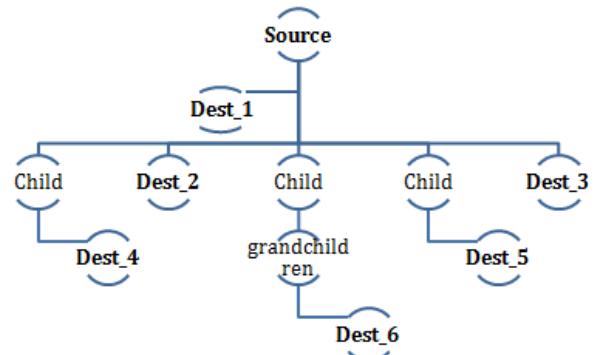 Source
Dest_1
Child
Dest_2
Child
Child
Dest_3
grandchild
ren
Dest_4
Dest_5
Dest_6